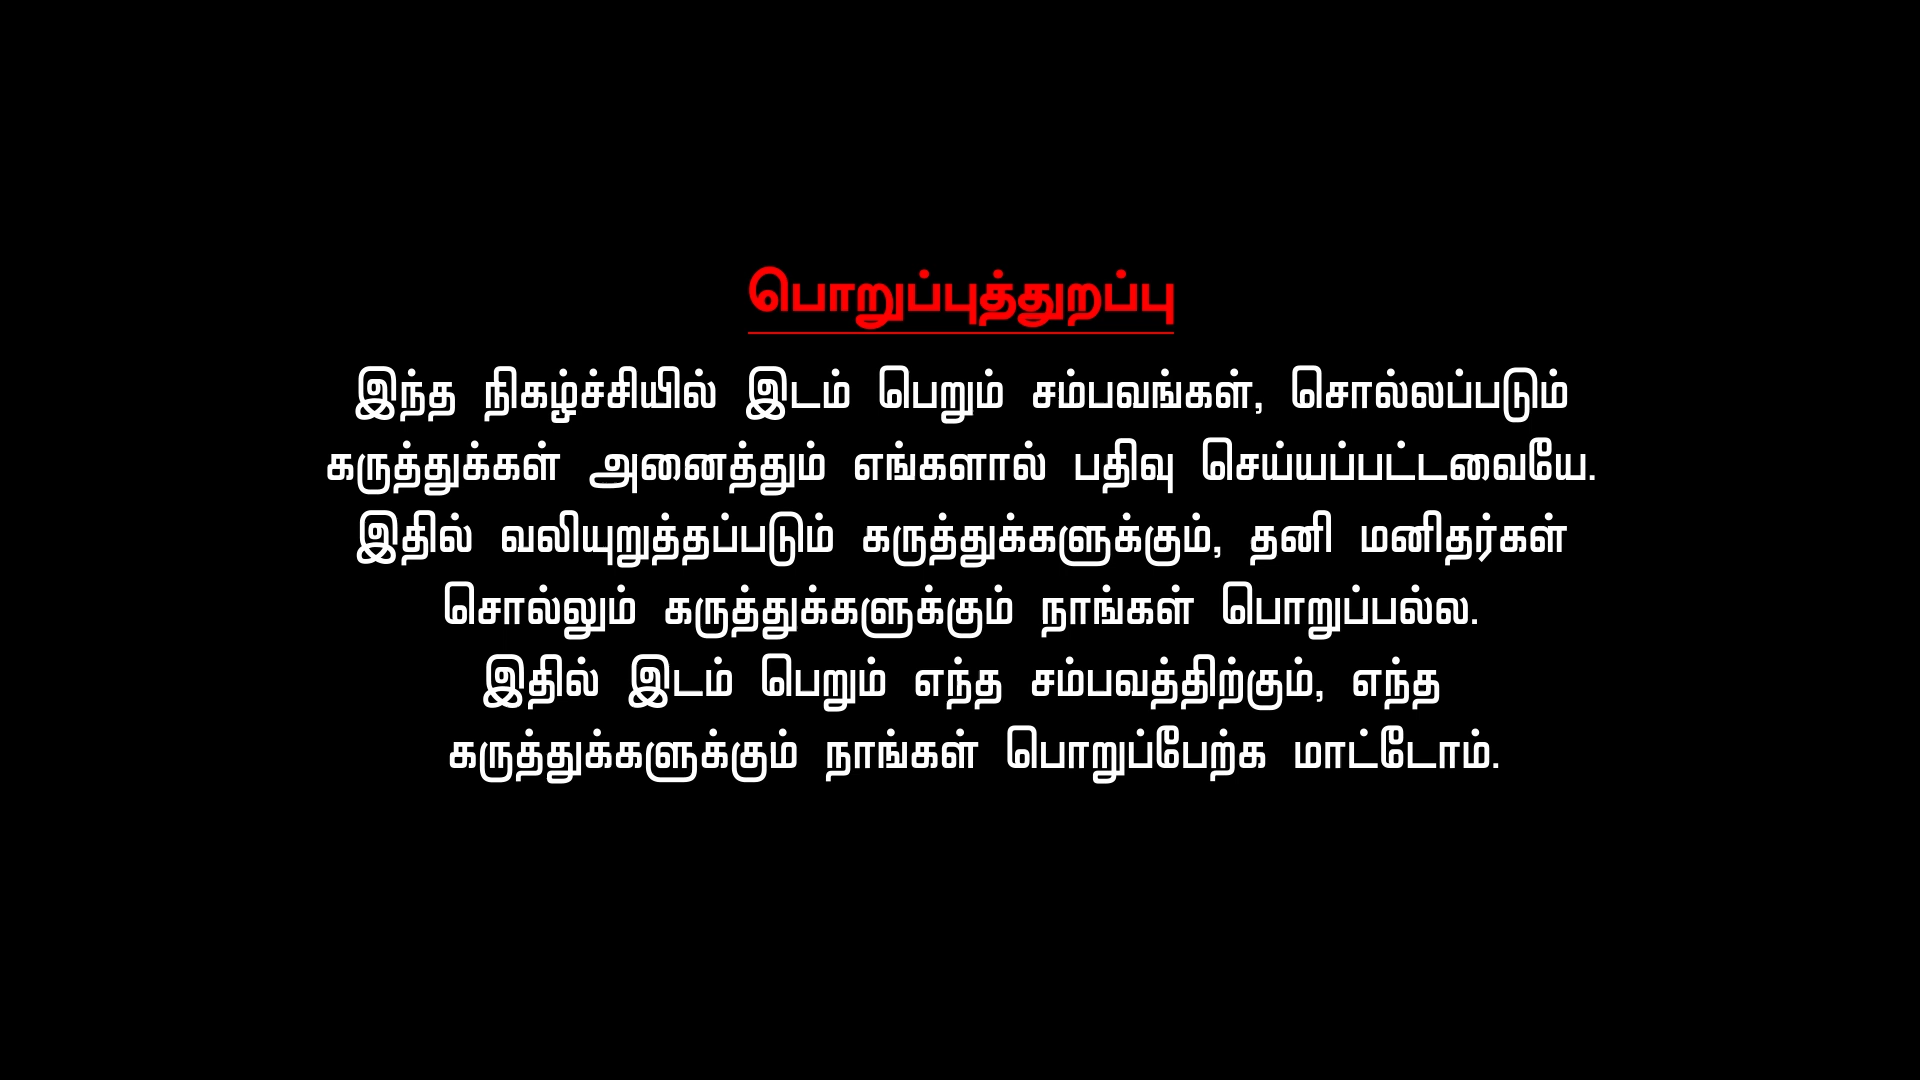 பொறுப்புத்துறப்பு
இந்த நிகழ்ச்சியில் இடம் பெறும் சம்பவங்கள், சொல்லப்படும்
கருத்துக்கள் அனைத்தும் எங்களால் பதிவு செய்யப்பட்டவையே.
இதில் வலியுறுத்தப்படும் கருத்துக்களுக்கும், தனி மனிதர்கள்
சொல்லும் கருத்துக்களுக்கும் நாங்கள் பொறுப்பல்ல.
இதில் இடம் பெறும் எந்த சம்பவத்திற்கும், எந்த
கருத்துக்களுக்கும் நாங்கள் பொறுப்பேற்க மாட்டோம்.